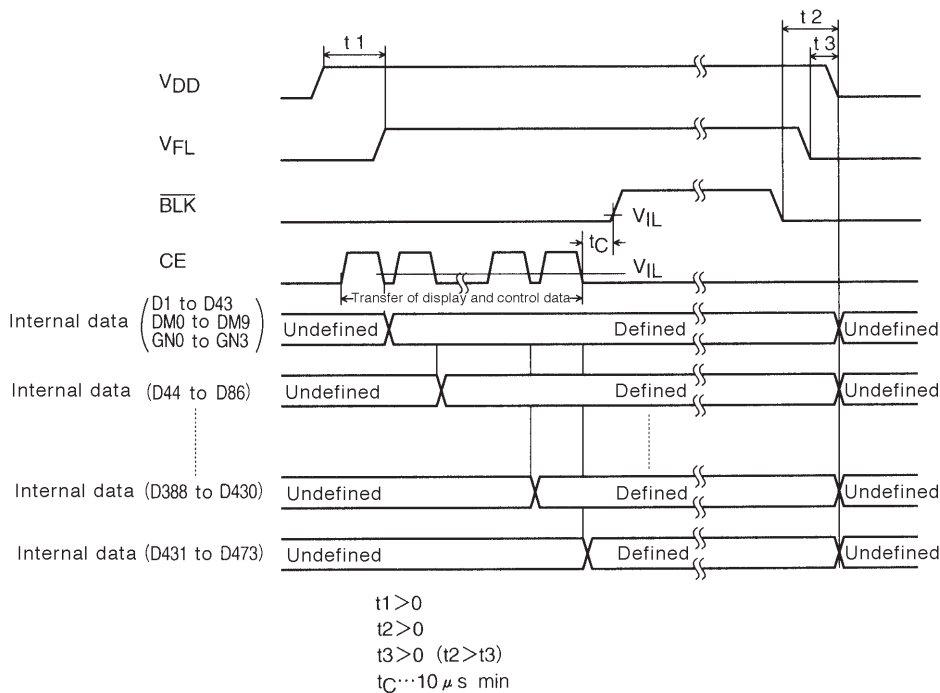 t1
t2
t3
VDD
VFL
BLK
VIL
tC
CE
VIL
Transfer of display and control data
Internal data (D1 to D43
DM0 to DM9
GN0 to GN3)
Undefined
Defined
Undefined
Internal data (D44 to D86)
Undefined
Defined
Undefined
Internal data (D388 to D430)
Undefined
Defined
Undefined
Internal data (D431 to D473)
Undefined
Defined
Undefined
t1>0
t2>0
t3>0 (t2>t3)
tC⋯10 μs min